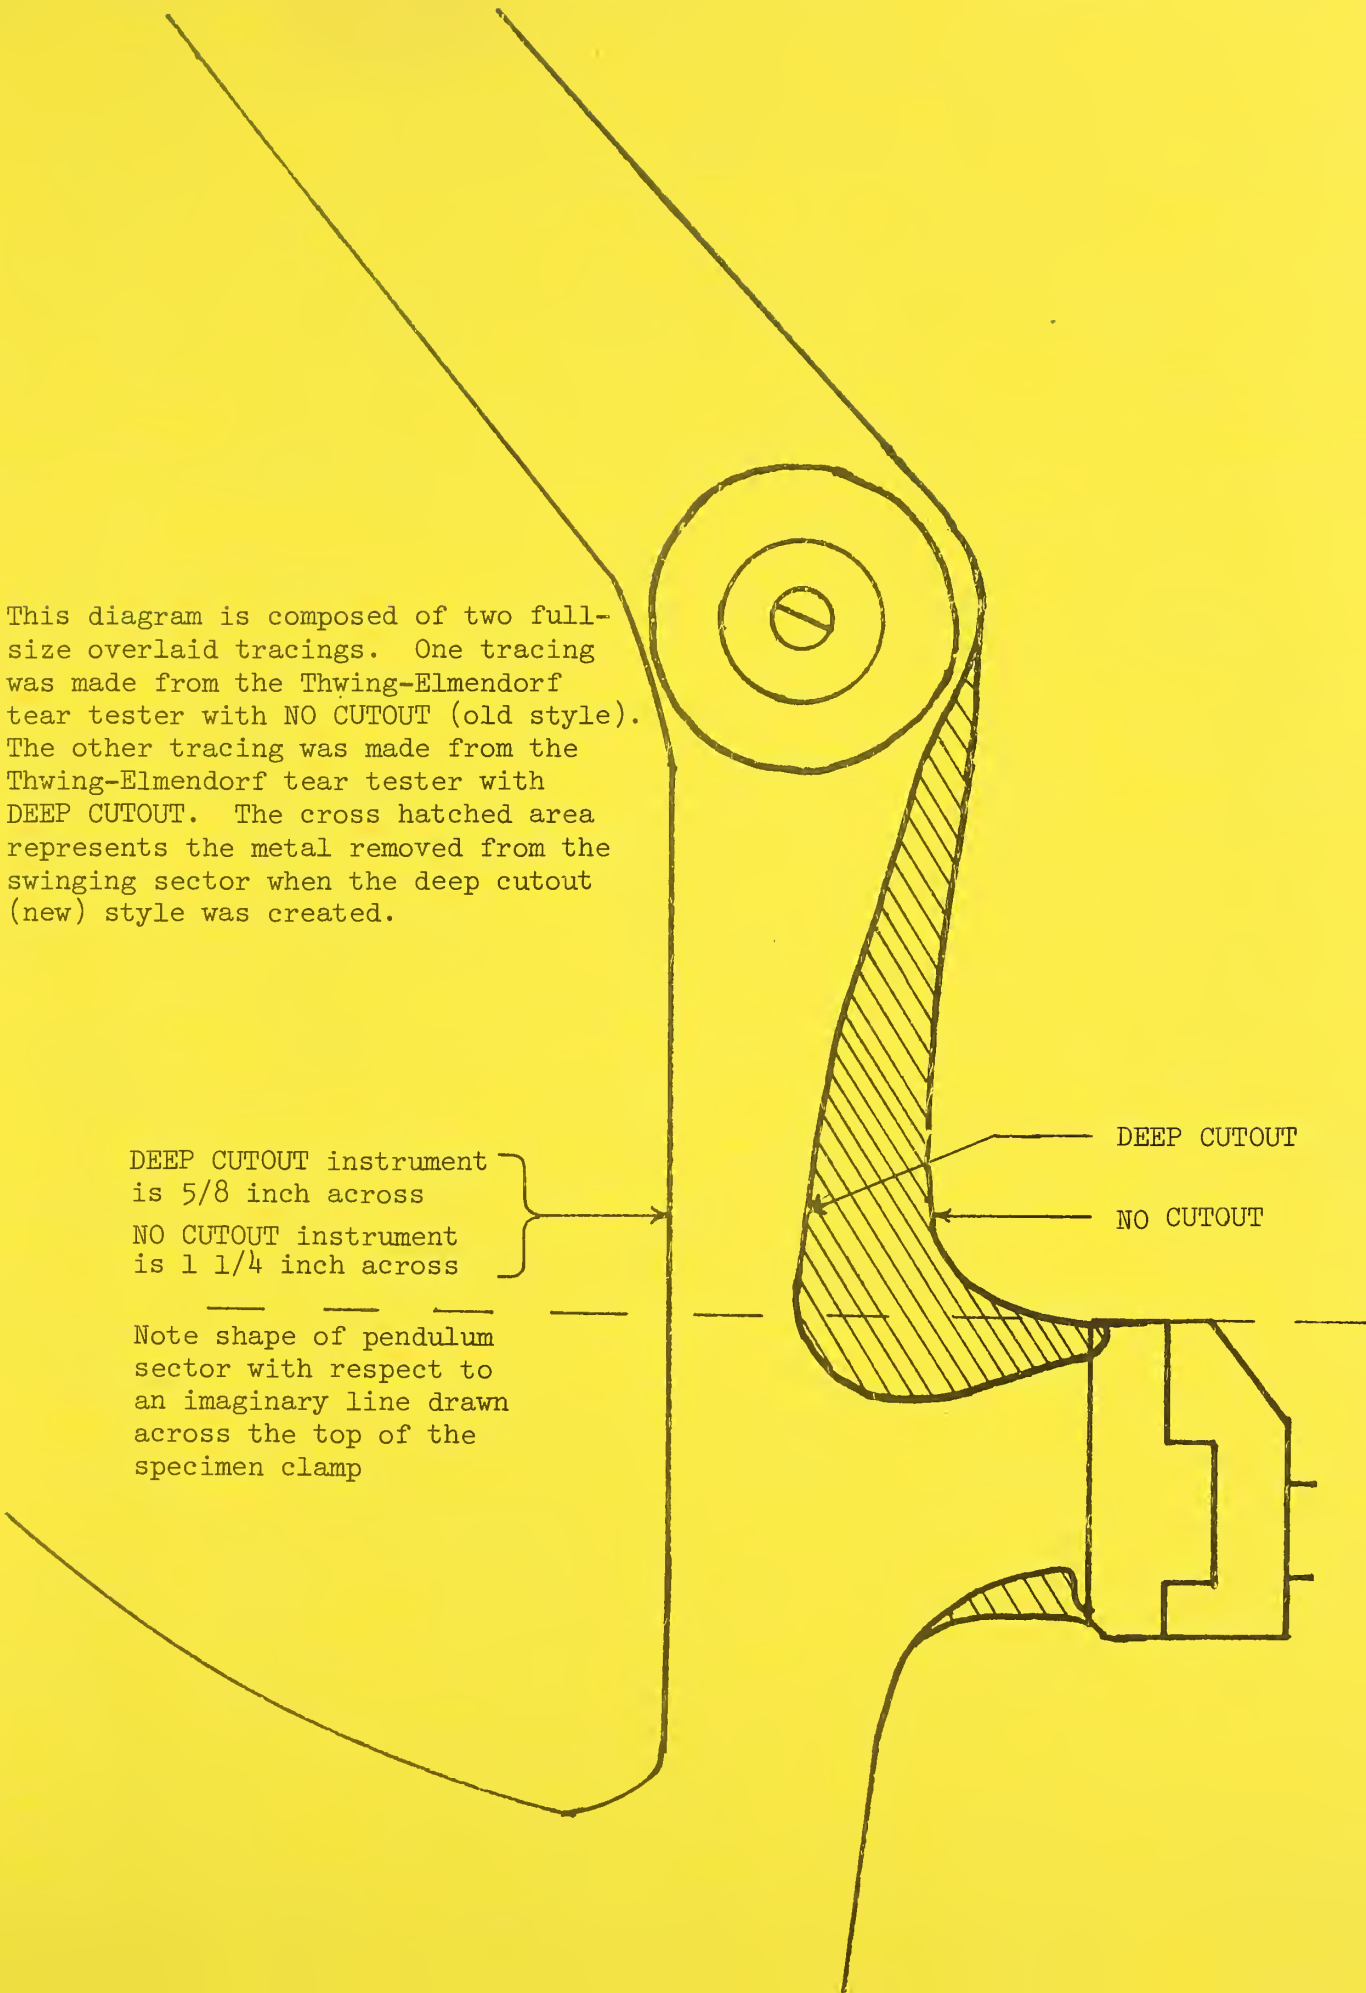 This diagram is composed of two full-
size overlaid tracings. One tracing
was made from the Thwing-Elmendorf
tear tester with NO CUTOUT (old style).
The other tracing was made from the
Thwing-Elmendorf tear tester with
DEEP CUTOUT. The cross hatched area
represents the metal removed from the
swinging sector when the deep cutout
(new) style was created.
DEEP CUTOUT instrument
is 5/8 inch across
NO CUTOUT instrument
is 1 1/4 inch across
DEEP CUTOUT
NO CUTOUT
Note shape of pendulum
sector with respect to
an imaginary line drawn
across the top of the
specimen clamp